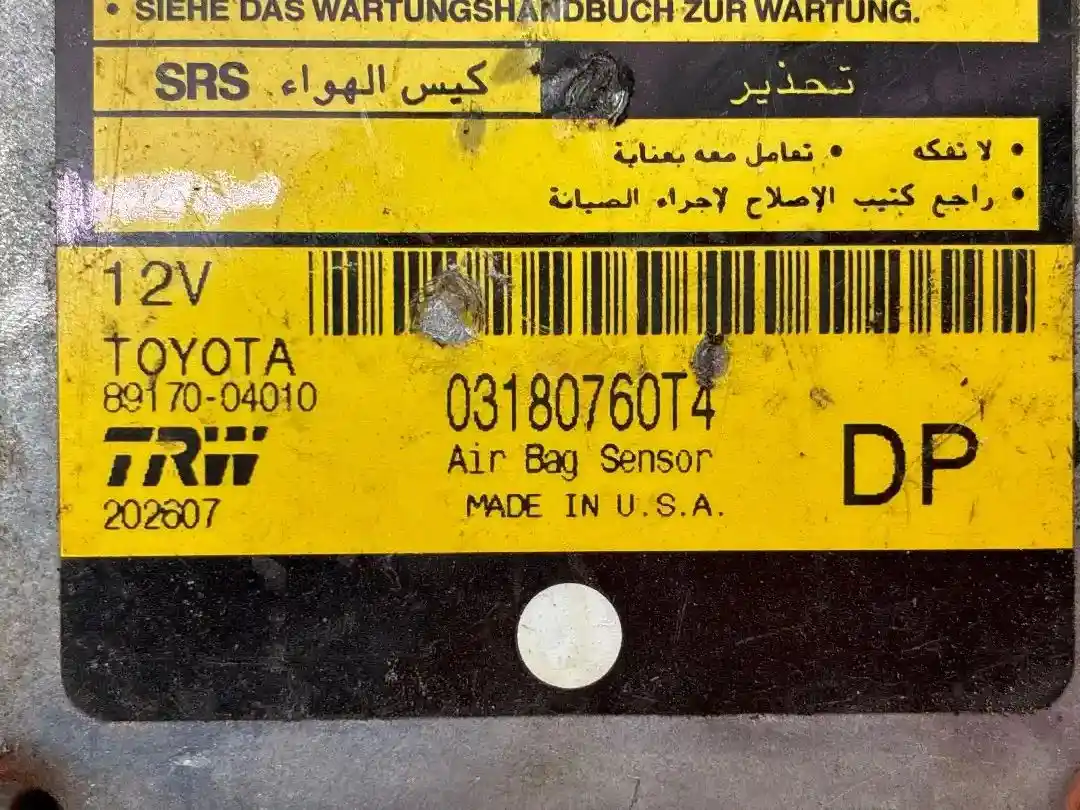 • SIEHE DAS WARTUNGSHANDBUCH ZUR WARTUNG.
تحذير
كيس الهواء SRS
• لا تفكه • تعامل معه بعناية
• راجع كتيب الإصلاح لاجراء الصيانة
12V
TOYOTA
89170-04010
TRW
202607
03180760T4
Air Bag Sensor
MADE IN U.S.A.
DP